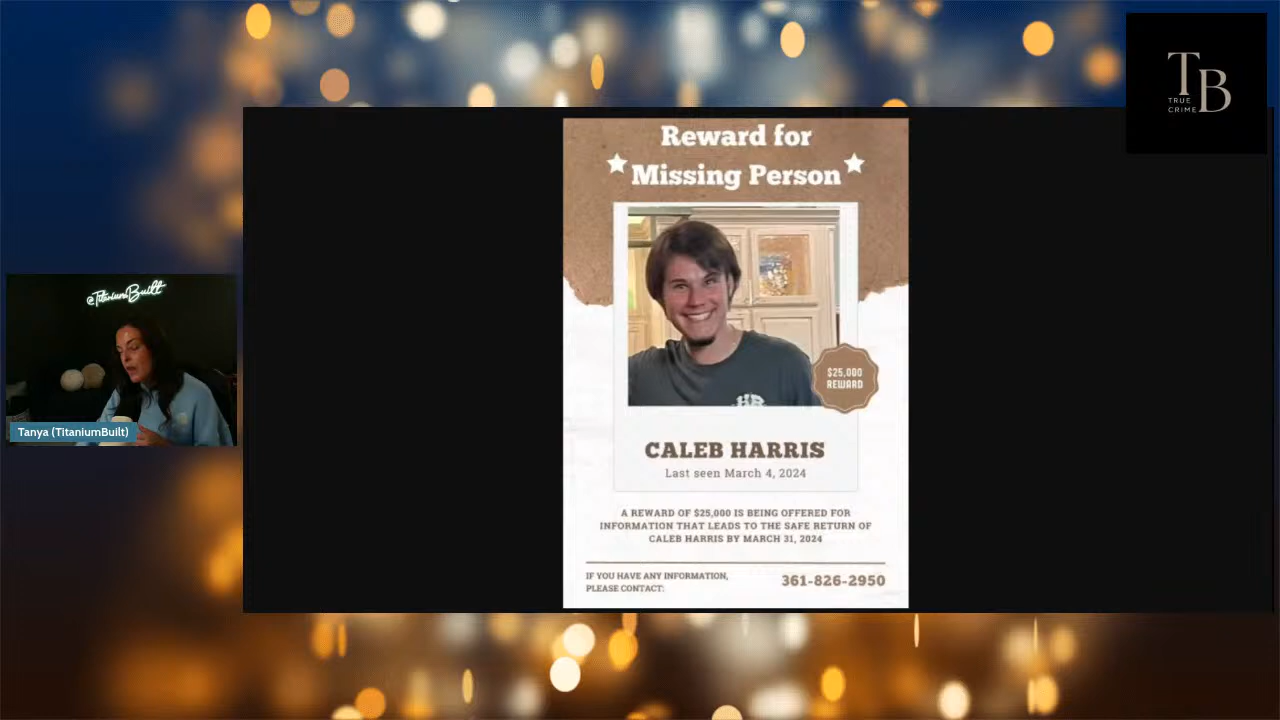 TB
TRUE
CRIME
Reward for
Missing Person
$25,000
REWARD
CALEB HARRIS
Last seen March 4, 2024
A REWARD OF $25,000 IS BEING OFFERED FOR
INFORMATION THAT LEADS TO THE SAFE RETURN OF
CALEB HARRIS BY MARCH 31, 2024
IF YOU HAVE ANY INFORMATION,
PLEASE CONTACT:
361-826-2950
@TitaniumBuilt
Tanya (TitaniumBuilt)